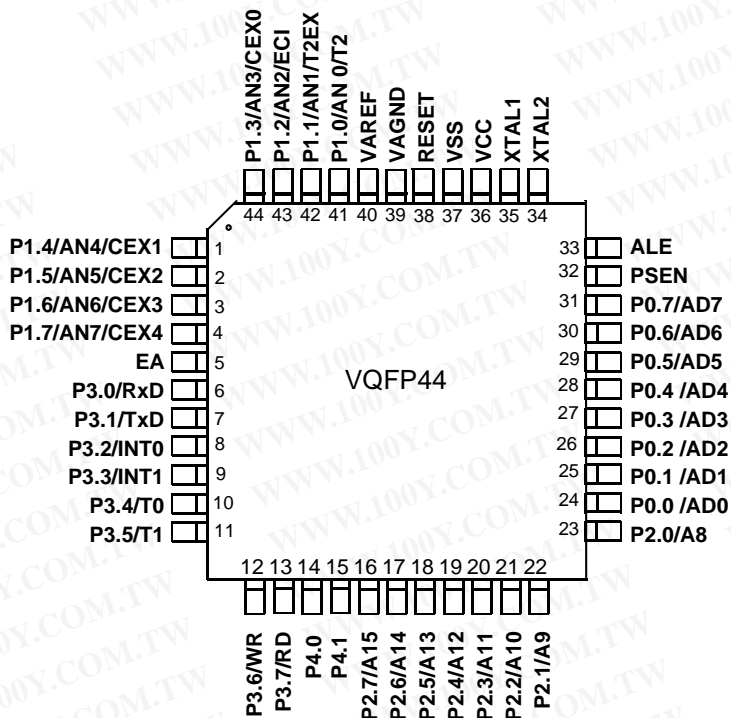 P1.3/AN3/CEX0
P1.2/AN2/ECI
P1.1/AN1/T2EX
P1.0/AN 0/T2
VAREF
VAGND
RESET
VSS
VCC
XTAL1
XTAL2
44 43 42 41 40 39 38 37 36 35 34
P1.4/AN4/CEX1 1
P1.5/AN5/CEX2 2
P1.6/AN6/CEX3 3
P1.7/AN7/CEX4 4
EA 5
P3.0/RxD 6
P3.1/TxD 7
P3.2/INT0 8
P3.3/INT1 9
P3.4/T0 10
P3.5/T1 11
VQFP44
33 ALE
32 PSEN
31 P0.7/AD7
30 P0.6/AD6
29 P0.5/AD5
28 P0.4 /AD4
27 P0.3 /AD3
26 P0.2 /AD2
25 P0.1 /AD1
24 P0.0 /AD0
23 P2.0/A8
12 13 14 15 16 17 18 19 20 21 22
P3.6/WR
P3.7/RD
P4.0
P4.1
P2.7/A15
P2.6/A14
P2.5/A13
P2.4/A12
P2.3/A11
P2.2/A10
P2.1/A9
WWW.100Y.COM.TW